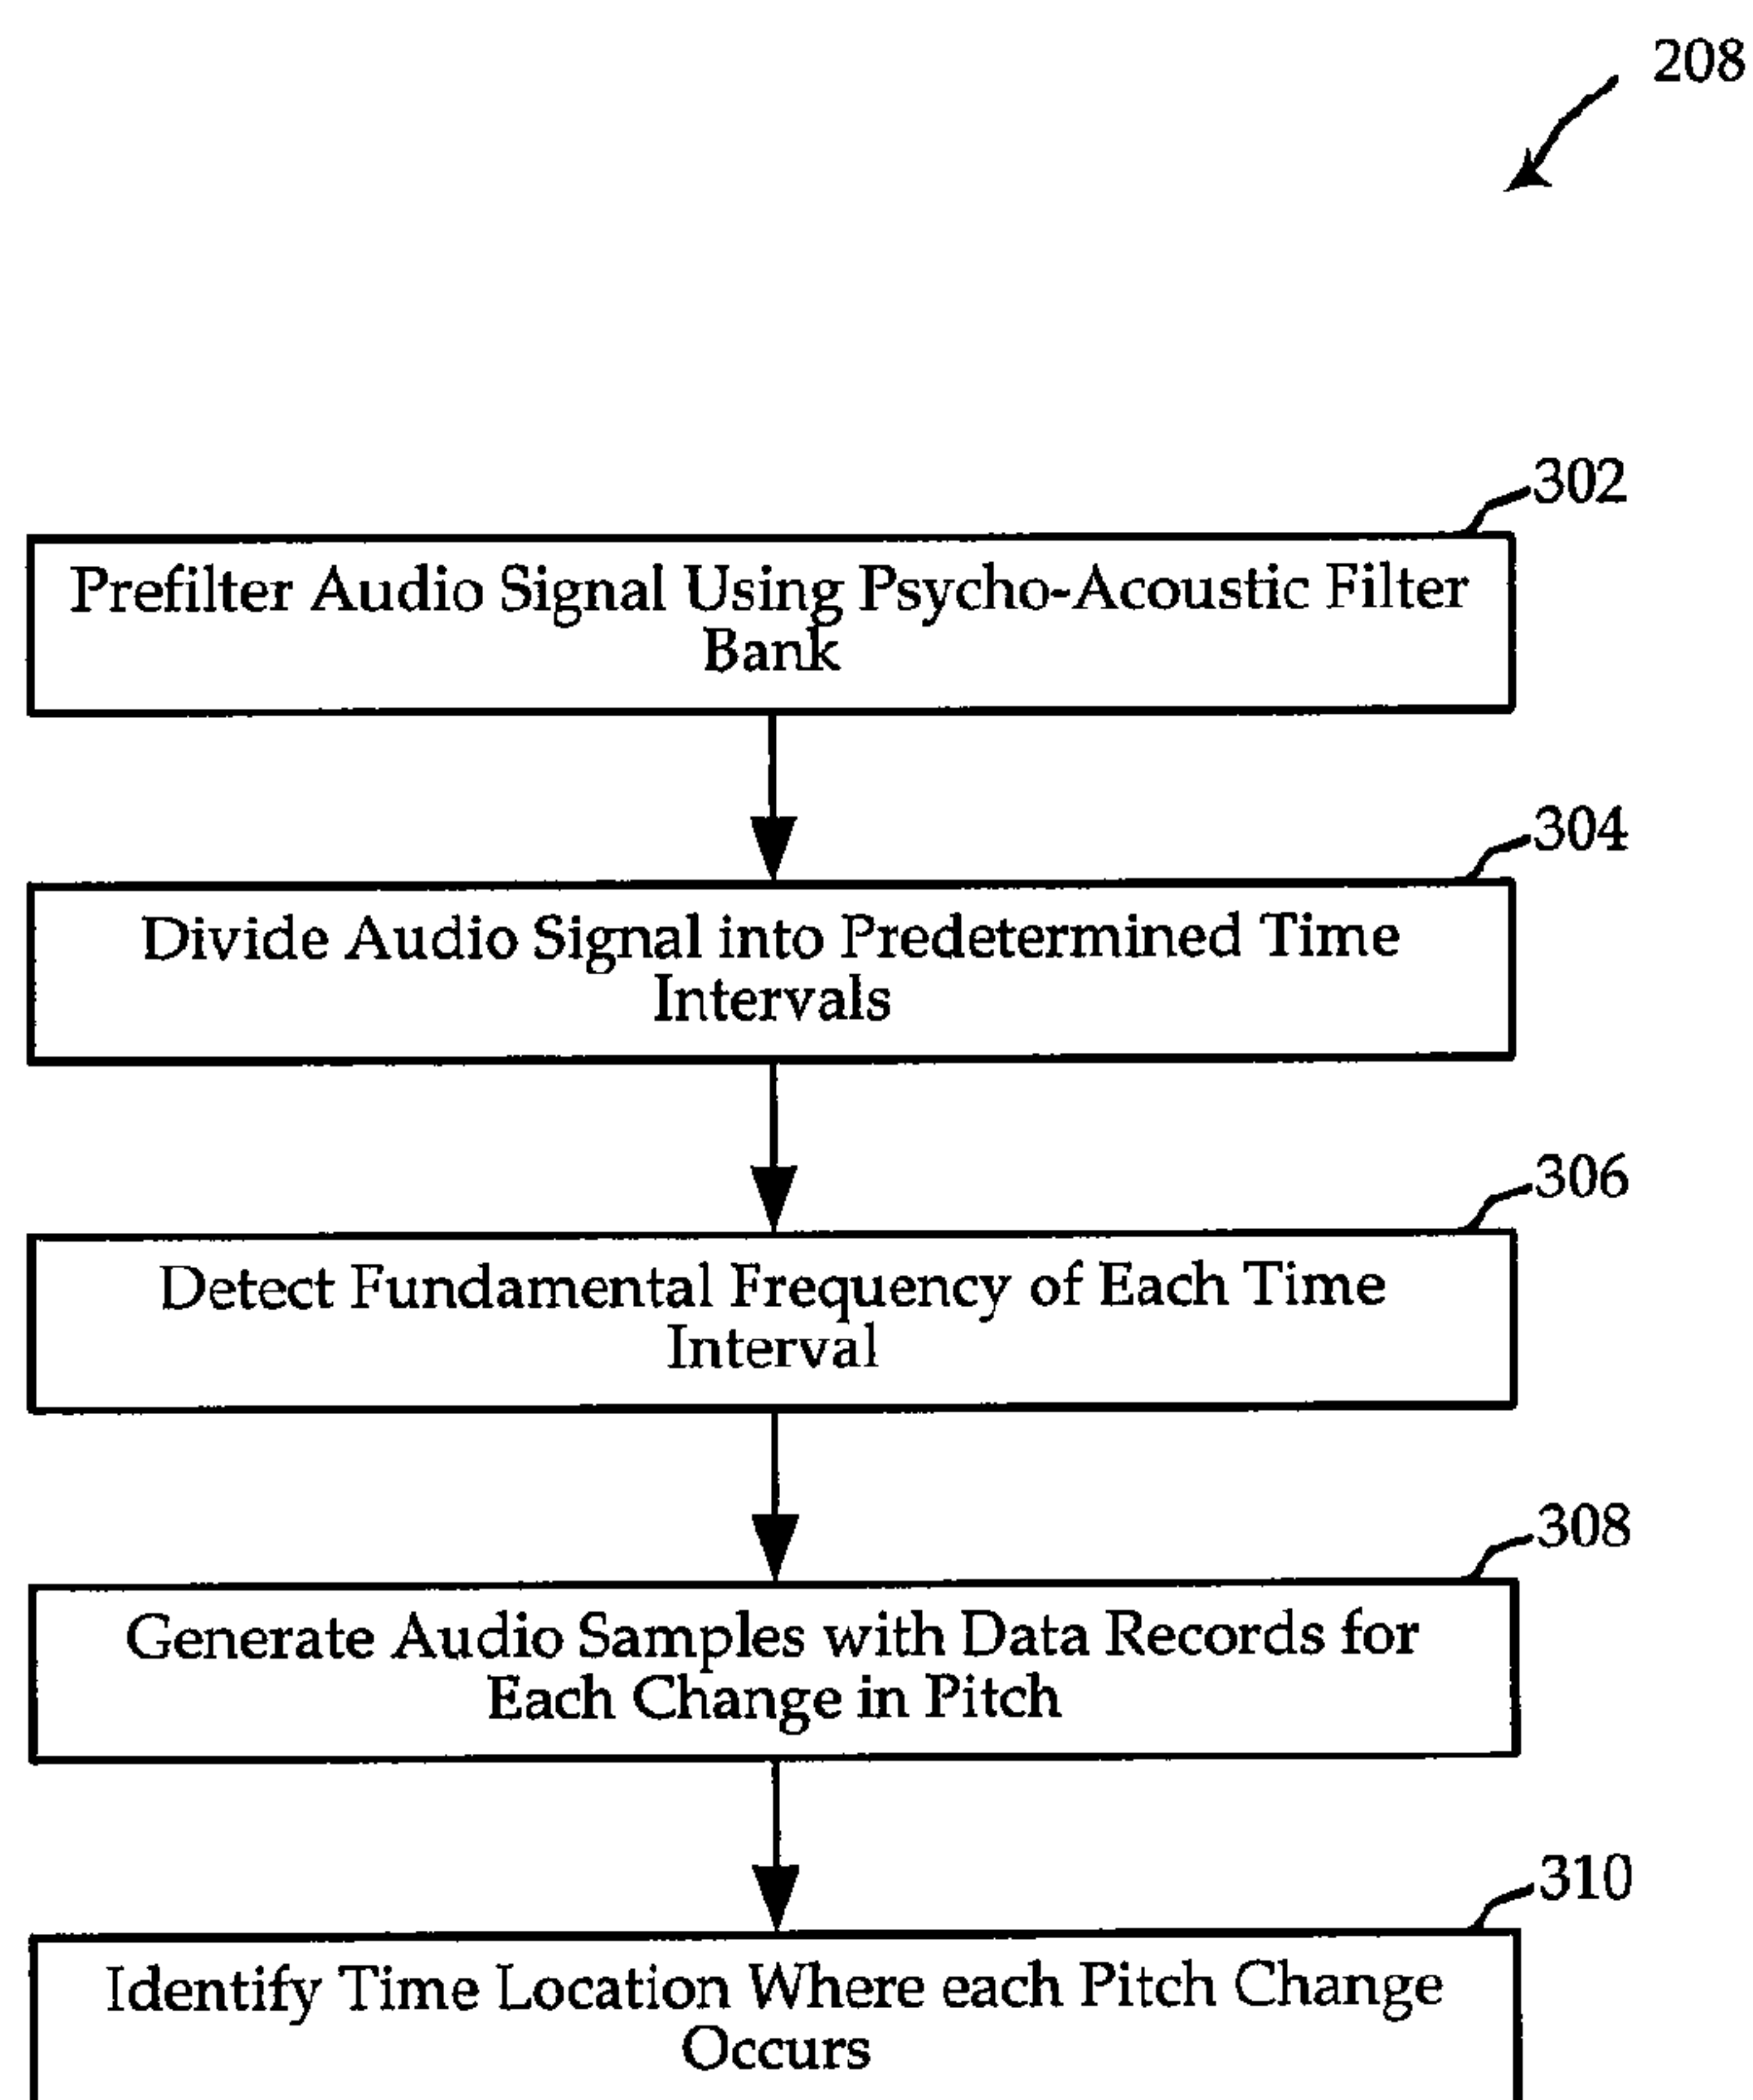 208
302
Prefilter Audio Signal Using Psycho-Acoustic Filter
Bank
304
Divide Audio Signal into Predetermined Time
Intervals
306
Detect Fundamental Frequency of Each Time
Interval
308
Generate Audio Samples with Data Records for
Each Change in Pitch
310
Identify Time Location Where each Pitch Change
Occurs